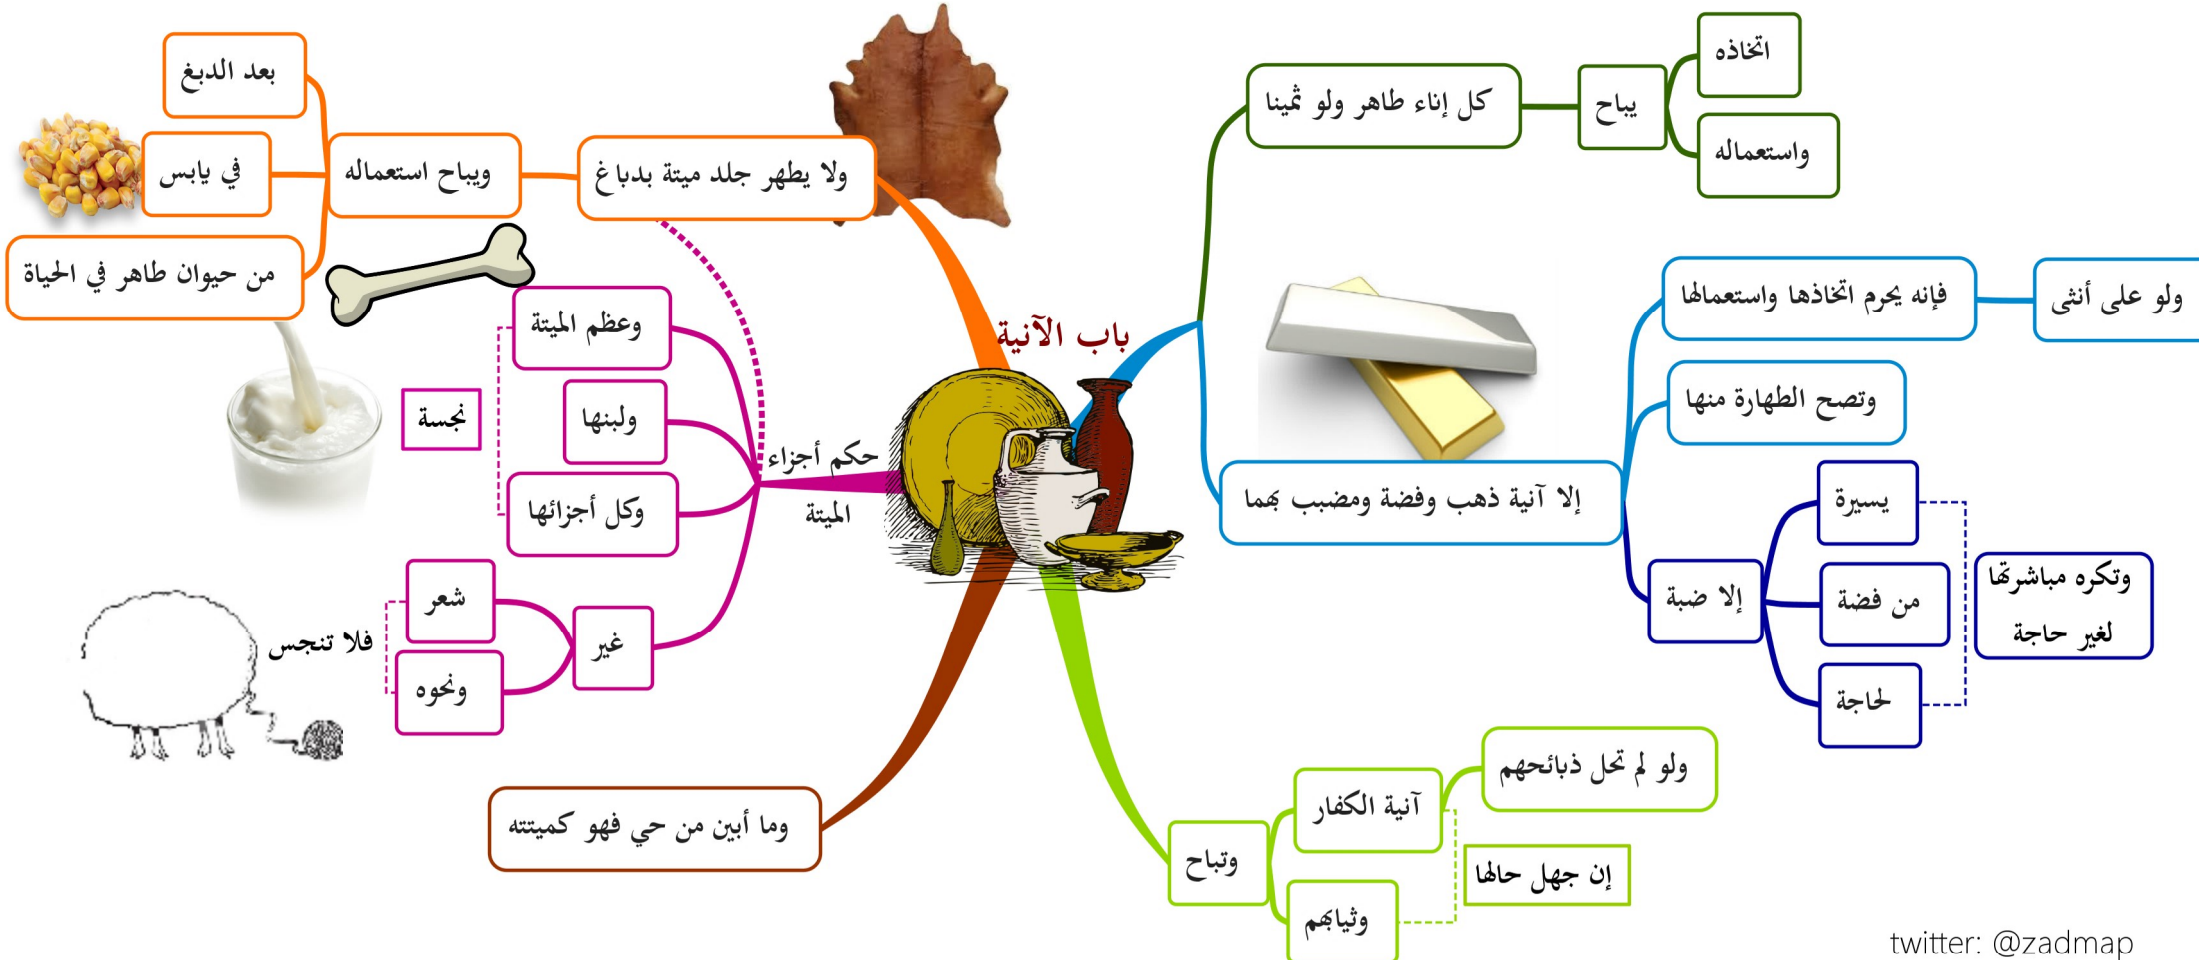 باب الآنية
كل إناء طاهر ولو ثمينا
يباح
اتخاذه
واستعماله
إلا آنية ذهب وفضة ومضبب بهما
فإنه يحرم اتخاذها واستعمالها
ولو على أنثى
وتصح الطهارة منها
إلا ضبة
يسيرة
من فضة
لحاجة
وتكره مباشرتها
لغير حاجة
وتباح
آنية الكفار
ولو لم تحل ذبائحهم
وثيابهم
إن جهل حالها
ولا يطهر جلد ميتة بدباغ
ويباح استعماله
بعد الدبغ
في يابس
من حيوان طاهر في الحياة
حكم أجزاء
الميتة
وعظم الميتة
ولبنها
وكل أجزائها
نجسة
غير
شعر
ونحوه
فلا تنجس
وما أبين من حي فهو كميتته
twitter: @zadmap